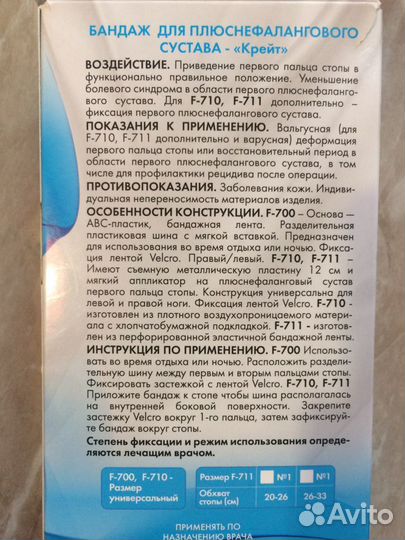 БАНДАЖ ДЛЯ ПЛЮСНЕФАЛАНГОВОГО
СУСТАВА - «Крейт»
ВОЗДЕЙСТВИЕ. Приведение первого пальца стопы в
функционально правильное положение. Уменьшение
болевого синдрома в области первого плюснефаланго-
вого сустава. Для F-710, F-711 дополнительно –
фиксация первого плюснефалангового сустава.
ПОКАЗАНИЯ К ПРИМЕНЕНИЮ. Вальгусная (для
F-710, F-711 дополнительно и варусная) деформация
первого пальца стопы или восстановительный период в
области первого плюснефалангового сустава, в том
числе для профилактики рецидива после операции.
ПРОТИВОПОКАЗАНИЯ. Заболевания кожи. Индиви-
дуальная непереносимость материалов изделия.
ОСОБЕННОСТИ КОНСТРУКЦИИ. F-700 – Основа –
АВС-пластик, бандажная лента. Разделительная
пластиковая шина с мягкой вставкой. Предназначен
для использования во время отдыха или ночью. Фикса-
ция лентой Velcro. Правый/левый. F-710, F-711 –
Имеют съемную металлическую пластину 12 см и
мягкий аппликатор на плюснефаланговый сустав
первого пальца стопы. Конструкция универсальна для
левой и правой ноги. Фиксация лентой Velcro. F-710 -
изготовлен из плотного воздухопроницаемого материа-
ла с хлопчатобумажной подкладкой. F-711 - изготов-
лен из перфорированной эластичной бандажной ленты.
ИНСТРУКЦИЯ ПО ПРИМЕНЕНИЮ. F-700 Использо-
вать во время отдыха или ночью. Расположить раздели-
тельную шину между первым и вторым пальцами стопы.
Фиксировать застежкой с лентой Velcro. F-710, F-711
Приложите бандаж к стопе чтобы шина располагалась
на внутренней боковой поверхности. Закрепите
застежку Velcro вокруг 1-го пальца, затем зафиксируй-
те бандаж вокруг стопы.
Степень фиксации и режим использования опреде-
ляются лечащим врачом.
F-700, F-710 - Размер универсальный
Размер F-711 №1 №1
Обхват стопы (см) 20-26 26-33
ПРИМЕНЯТЬ ПО
НАЗНАЧЕНИЮ ВРАЧА
Avito